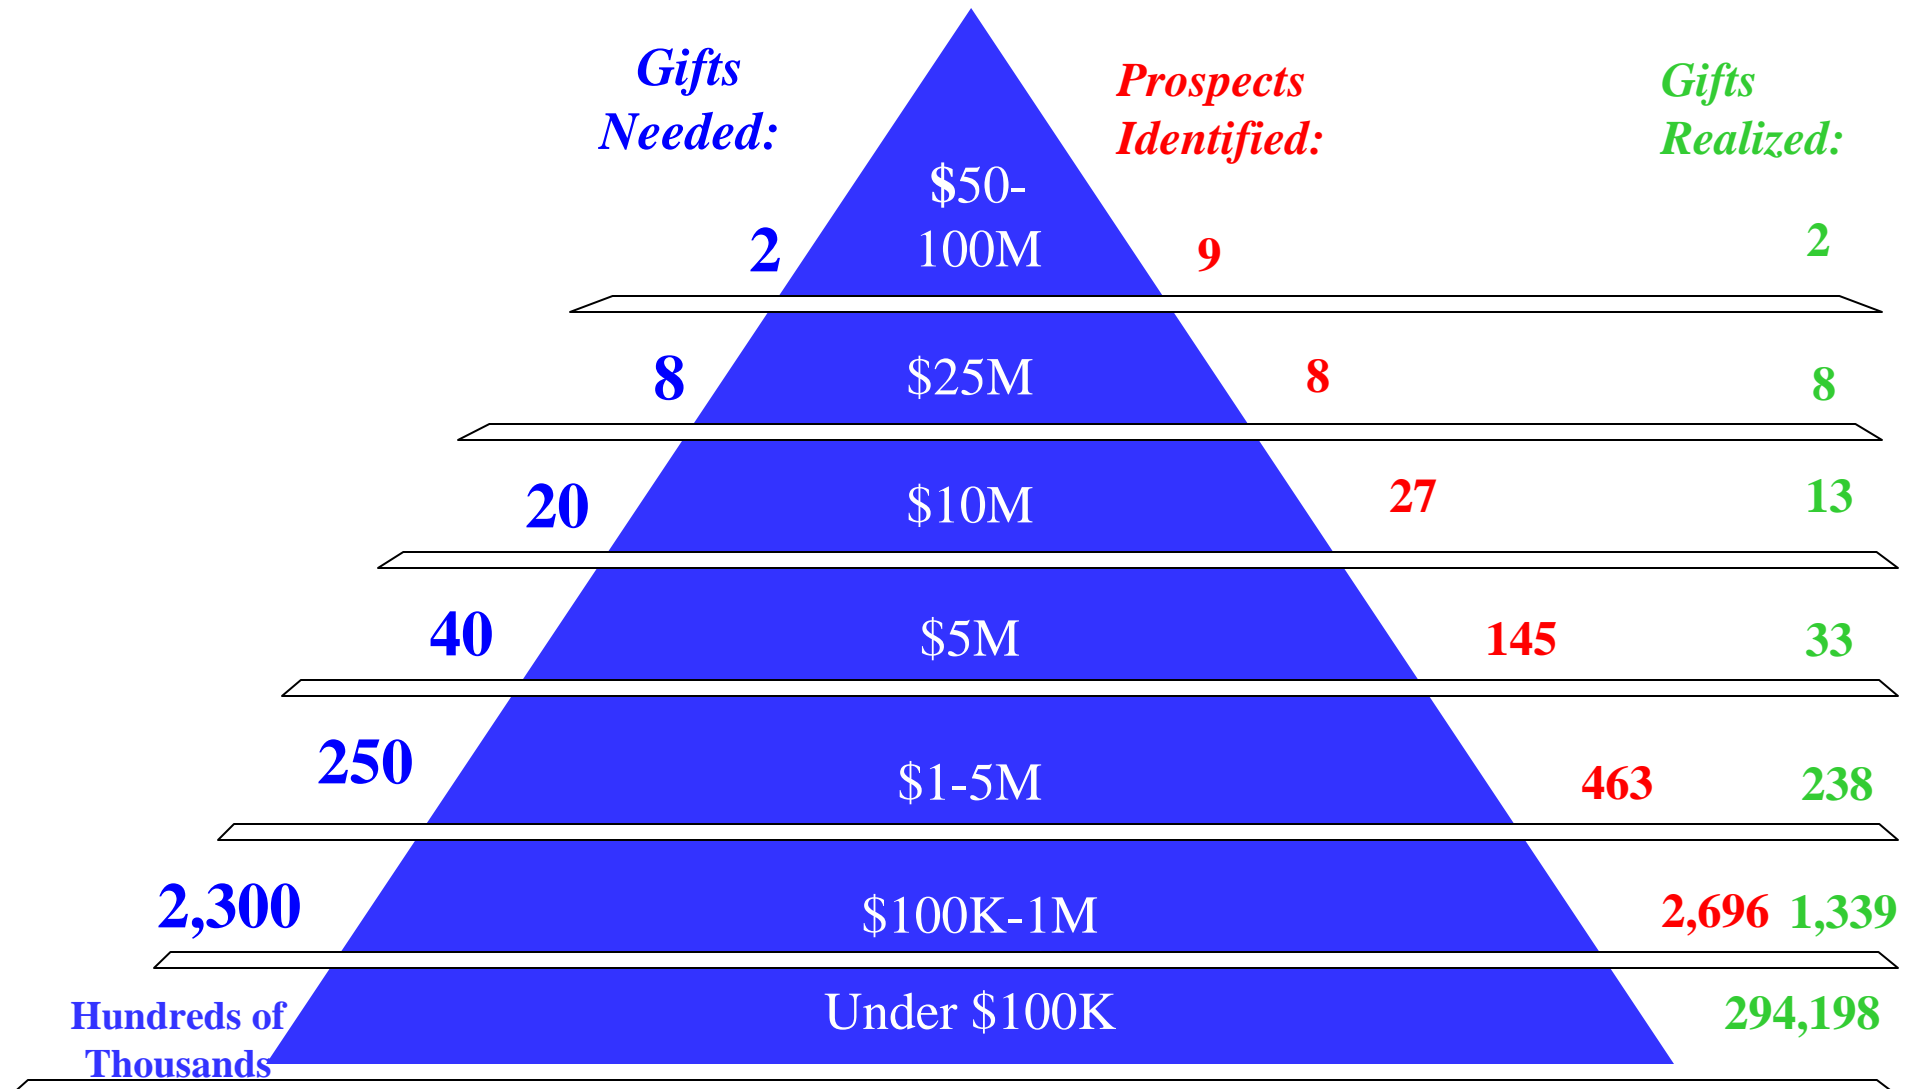 Gifts
Needed:
Prospects
Identified:
Gifts
Realized:
$50-
100M
2
9
2
8
$25M
8
8
20
$10M
27
13
40
$5M
145
33
250
$1-5M
463
238
2,300
$100K-1M
2,696
1,339
Hundreds of
Thousands
Under $100K
294,198